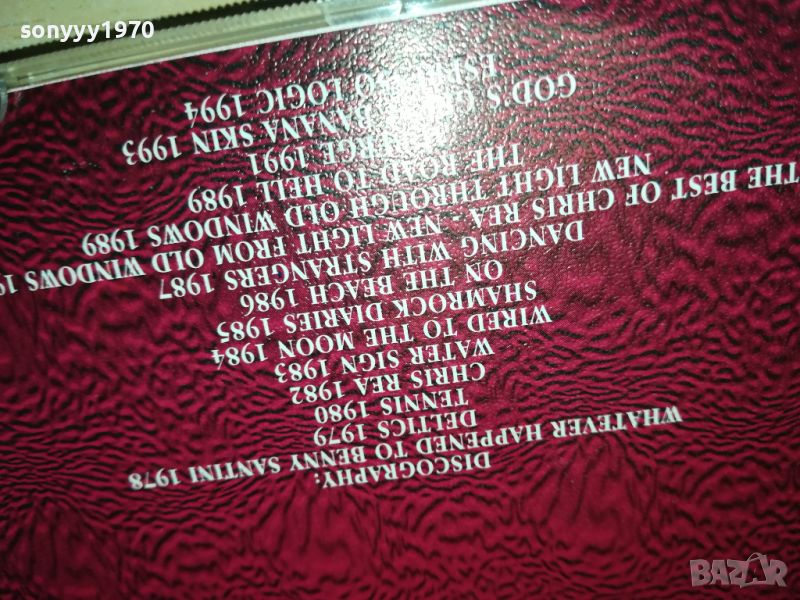 sonyyy1970
DISCOGRAPHY:
WHATEVER HAPPENED TO BENNY SANTINI 1978
DELTICS 1979
TENNIS 1980
CHRIS REA 1982
WATER SIGN 1983
WIRED TO THE MOON 1984
SHAMROCK DIARIES 1985
ON THE BEACH 1986
DANCING WITH STRANGERS 1987
THE BEST OF CHRIS REA - NEW LIGHT FROM OLD WINDOWS
NEW LIGHT THROUGH OLD WINDOWS 1989
THE ROAD TO HELL 1989
1991
BANANA SKIN 1993
LOGIC 1994
GOD'S
BAZAR